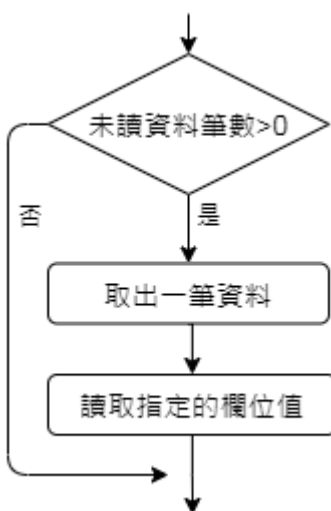 未讀資料筆數>0
否
是
取出一筆資料
讀取指定的欄位值